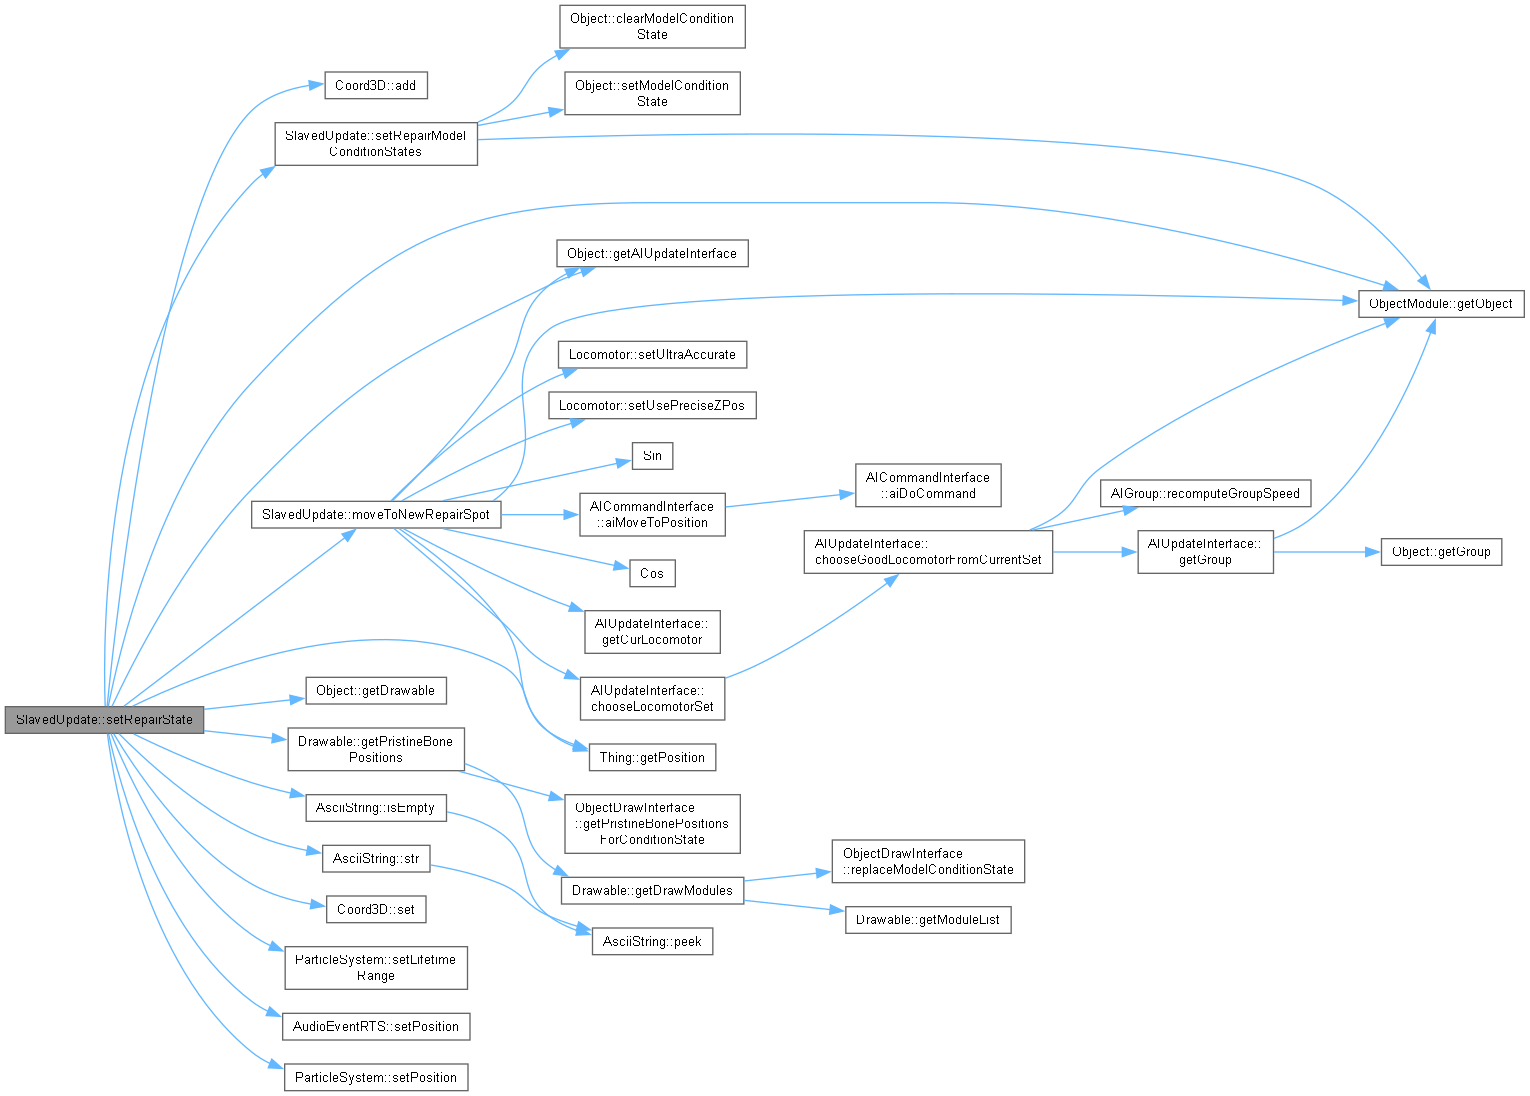 Object::clearModelCondition
State
Coord3D::add
Object::setModelCondition
State
SlavedUpdate::setRepairModel
ConditionStates
Object::getAIUpdateInterface
ObjectModule::getObject
Locomotor::setUltraAccurate
Locomotor::setUsePreciseZPos
Sin
AICommandInterface
::aiDoCommand
AIGroup::recomputeGroupSpeed
SlavedUpdate::moveToNewRepairSpot
AICommandInterface
::aiMoveToPosition
AIUpdateInterface::
chooseGoodLocomotorFromCurrentSet
AIUpdateInterface::
getGroup
Object::getGroup
Cos
AIUpdateInterface::
getCurLocomotor
Object::getDrawable
AIUpdateInterface::
chooseLocomotorSet
SlavedUpdate::setRepairState
Drawable::getPristineBone
Positions
Thing::getPosition
AsciiString::isEmpty
ObjectDrawInterface
::getPristineBonePositions
ForConditionState
AsciiString::str
ObjectDrawInterface
::replaceModelConditionState
Drawable::getDrawModules
Coord3D::set
Drawable::getModuleList
AsciiString::peek
ParticleSystem::setLifetime
Range
AudioEventRTS::setPosition
ParticleSystem::setPosition